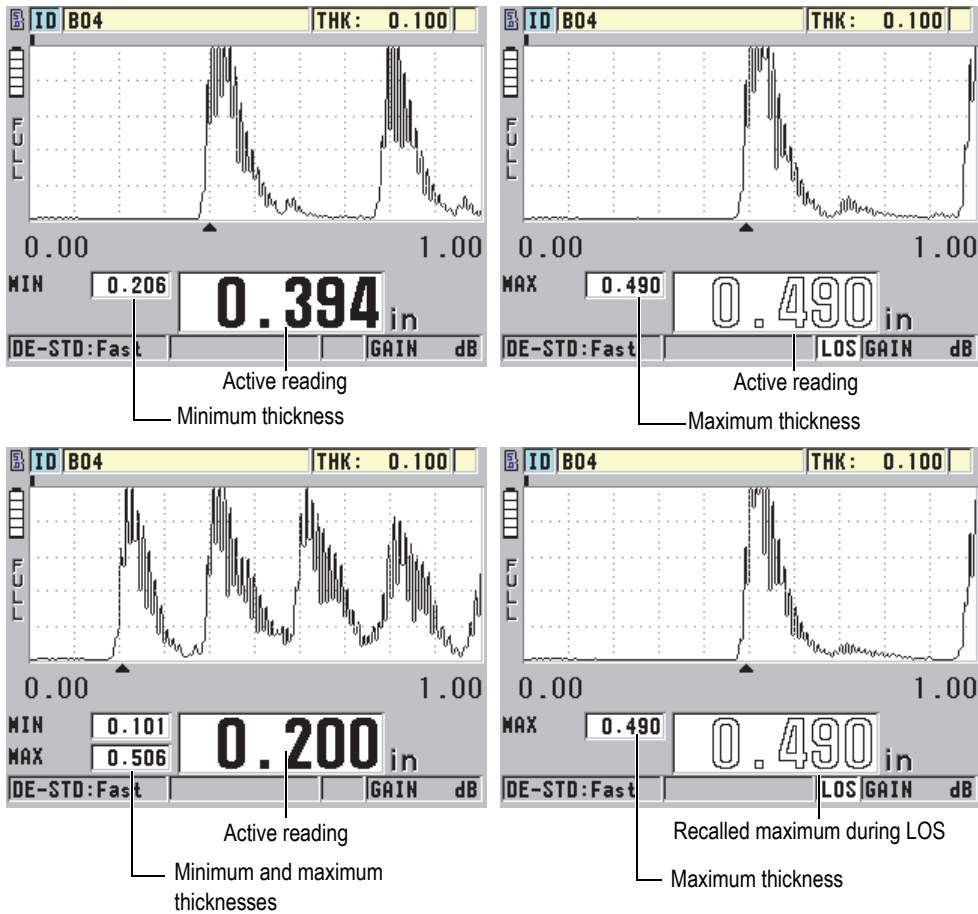 ID B04 THK: 0.100
FULL
0.00 1.00
MIN 0.206 0.394 in
DE-STD:Fast GAIN dB
Active reading
Minimum thickness
ID B04 THK: 0.100
FULL
0.00 1.00
MAX 0.490 0.490 in
DE-STD:Fast LOS GAIN dB
Active reading
Maximum thickness
ID B04 THK: 0.100
FULL
0.00 1.00
MIN 0.101
MAX 0.506 0.200 in
DE-STD:Fast GAIN dB
Active reading
Minimum and maximum
thicknesses
ID B04 THK: 0.100
FULL
0.00 1.00
MAX 0.490 0.490 in
DE-STD:Fast LOS GAIN dB
Recalled maximum during LOS
Maximum thickness